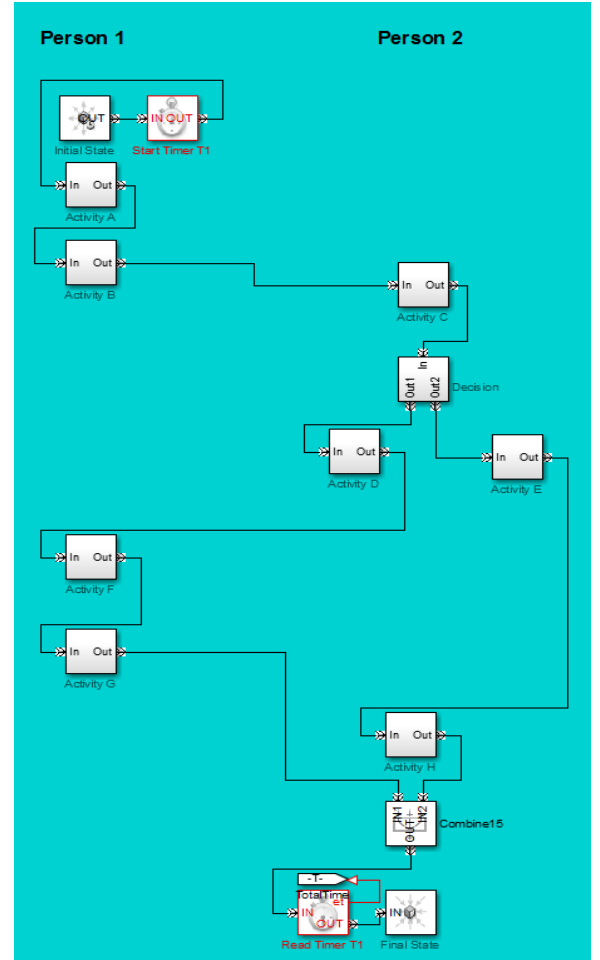 Person 1
Person 2
OUT
IN OUT
Initial State
Start Timer T1
In Out
Activity A
In Out
Activity B
In Out
Activity C
In
Out1
Out2
Decision
In Out
Activity D
In Out
Activity E
In Out
Activity F
In Out
Activity G
In Out
Activity H
IN1
OUT
IN2
Combine15
-T-
TotalTime
et
IN
OUT
Read Timer T1
IN
Final State